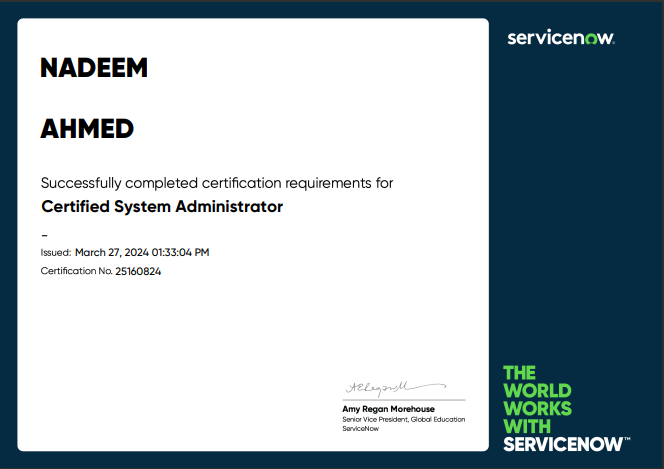 servicenow.
NADEEM
AHMED
Successfully completed certification requirements for
Certified System Administrator
–
Issued: March 27, 2024 01:33:04 PM
Certification No. 25160824
Amy Regan Morehouse
Senior Vice President, Global Education
ServiceNow
THE
WORLD
WORKS
WITH
SERVICENOW™